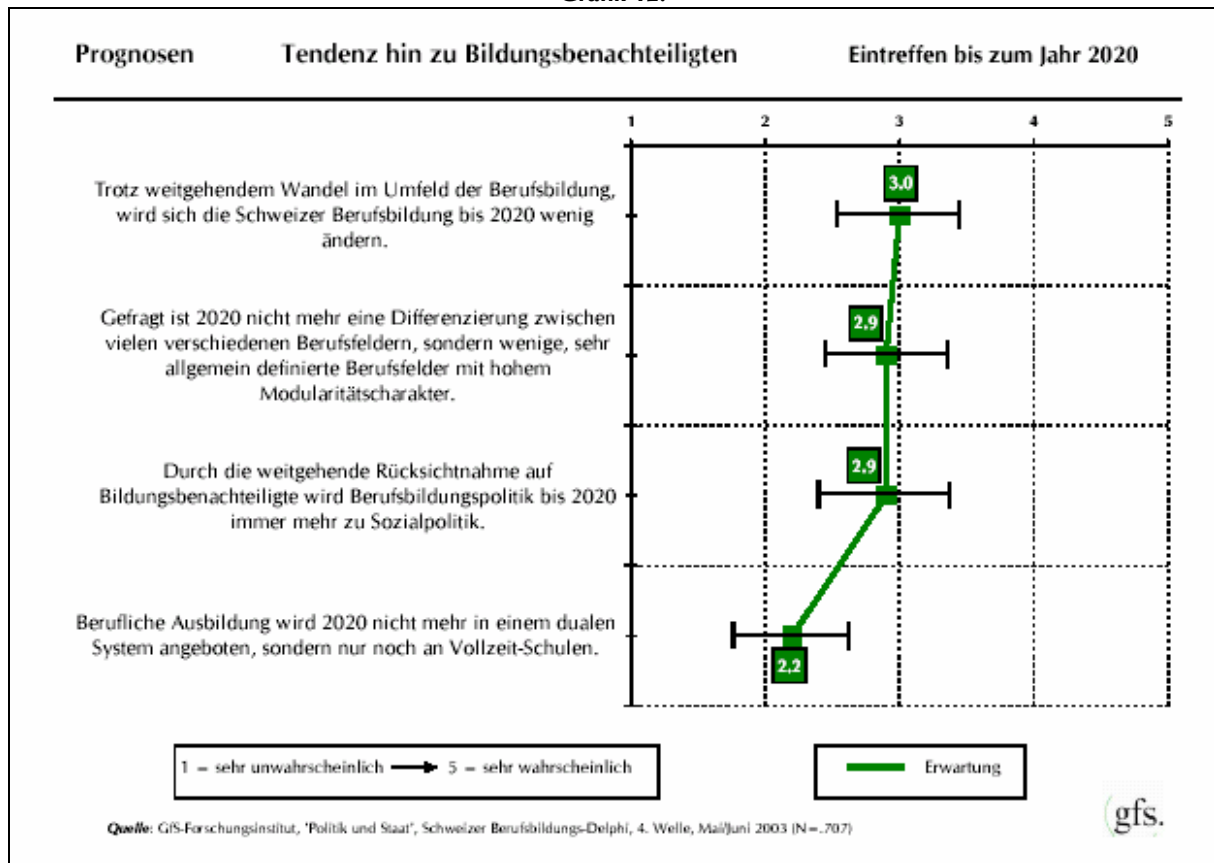 Prognosen Tendenz hin zu Bildungsbenachteiligten Eintreffen bis zum Jahr 2020
1 2 3 4 5
Trotz weitgehendem Wandel im Umfeld der Berufsbildung,
wird sich die Schweizer Berufsbildung bis 2020 wenig
ändern.
3.0
Gefragt ist 2020 nicht mehr eine Differenzierung zwischen
vielen verschiedenen Berufsfeldern, sondern wenige, sehr
allgemein definierte Berufsfelder mit hohem
Modularitätscharakter.
2.9
Durch die weitgehende Rücksichtnahme auf
Bildungsbenachteiligte wird Berufsbildungspolitik bis 2020
immer mehr zu Sozialpolitik.
2.9
Berufliche Ausbildung wird 2020 nicht mehr in einem dualen
System angeboten, sondern nur noch an Vollzeit-Schulen.
2,2
1 = sehr unwahrscheinlich 5 = sehr wahrscheinlich
Erwartung
Quelle: GfS-Forschungsinstitut, 'Politik und Staat', Schweizer Berufsbildungs-Delphi, 4. Welle, Mai/Juni 2003 (N=.707)
(gfs.